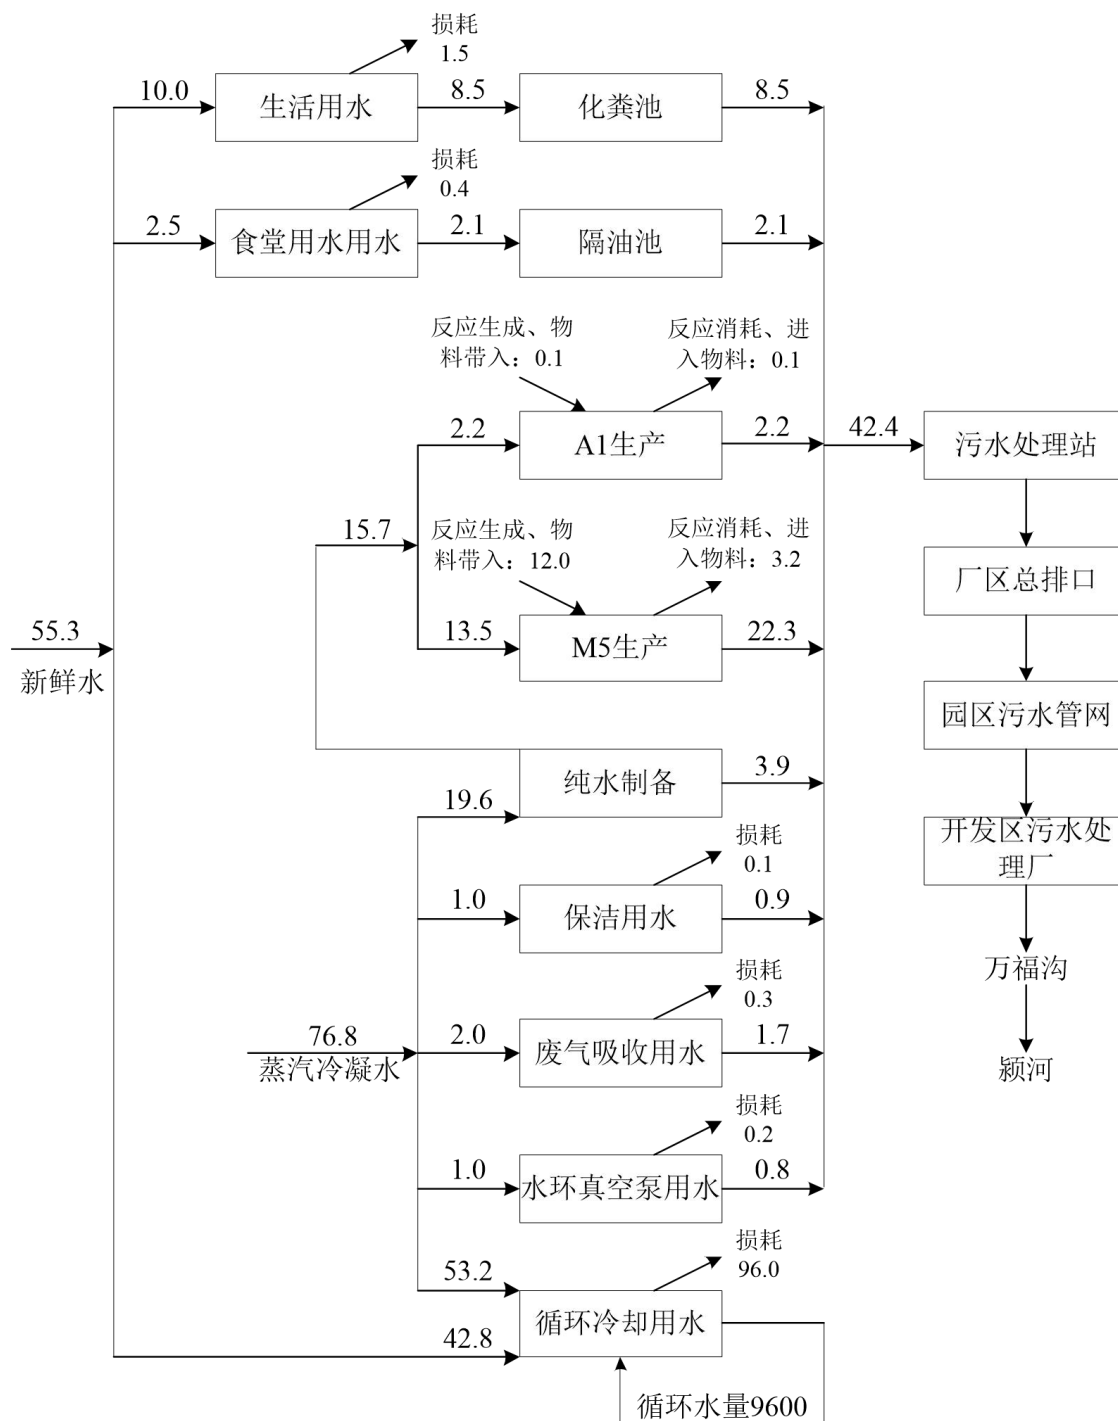 损耗
1.5
10.0
生活用水
8.5
化粪池
8.5
损耗
0.4
2.5
食堂用水用水
2.1
隔油池
2.1
反应生成、物
料带入：0.1
反应消耗、进
入物料：0.1
2.2
A1生产
2.2
42.4
污水处理站
15.7
反应生成、物
料带入：12.0
反应消耗、进
入物料：3.2
厂区总排口
55.3
新鲜水
13.5
M5生产
22.3
园区污水管网
19.6
纯水制备
3.9
开发区污水处
理厂
损耗
0.1
1.0
保洁用水
0.9
万福沟
损耗
0.3
76.8
蒸汽冷凝水
2.0
废气吸收用水
1.7
颍河
损耗
0.2
1.0
水环真空泵用水
0.8
损耗
96.0
53.2
循环冷却用水
42.8
循环水量9600